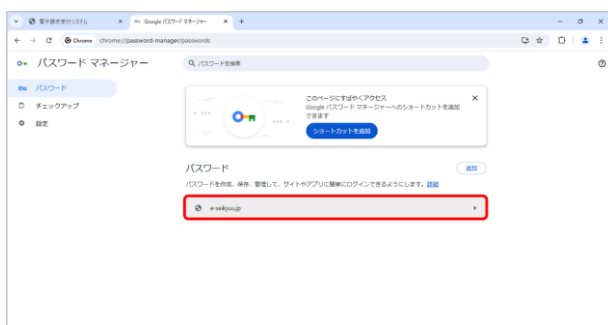 電子請求受付システム
Google パスワード マネージャー
Chrome
chrome://password-manager/passwords
パスワード マネージャー
パスワードを検索
パスワード
チェックアップ
設定
このページにすばやくアクセス
Google パスワード マネージャーへのショートカットを追加
できます
ショートカットを追加
パスワード
追加
パスワードを作成、保存、管理して、サイトやアプリに簡単にログインできるようにします。詳細
e-seikyuu.jp